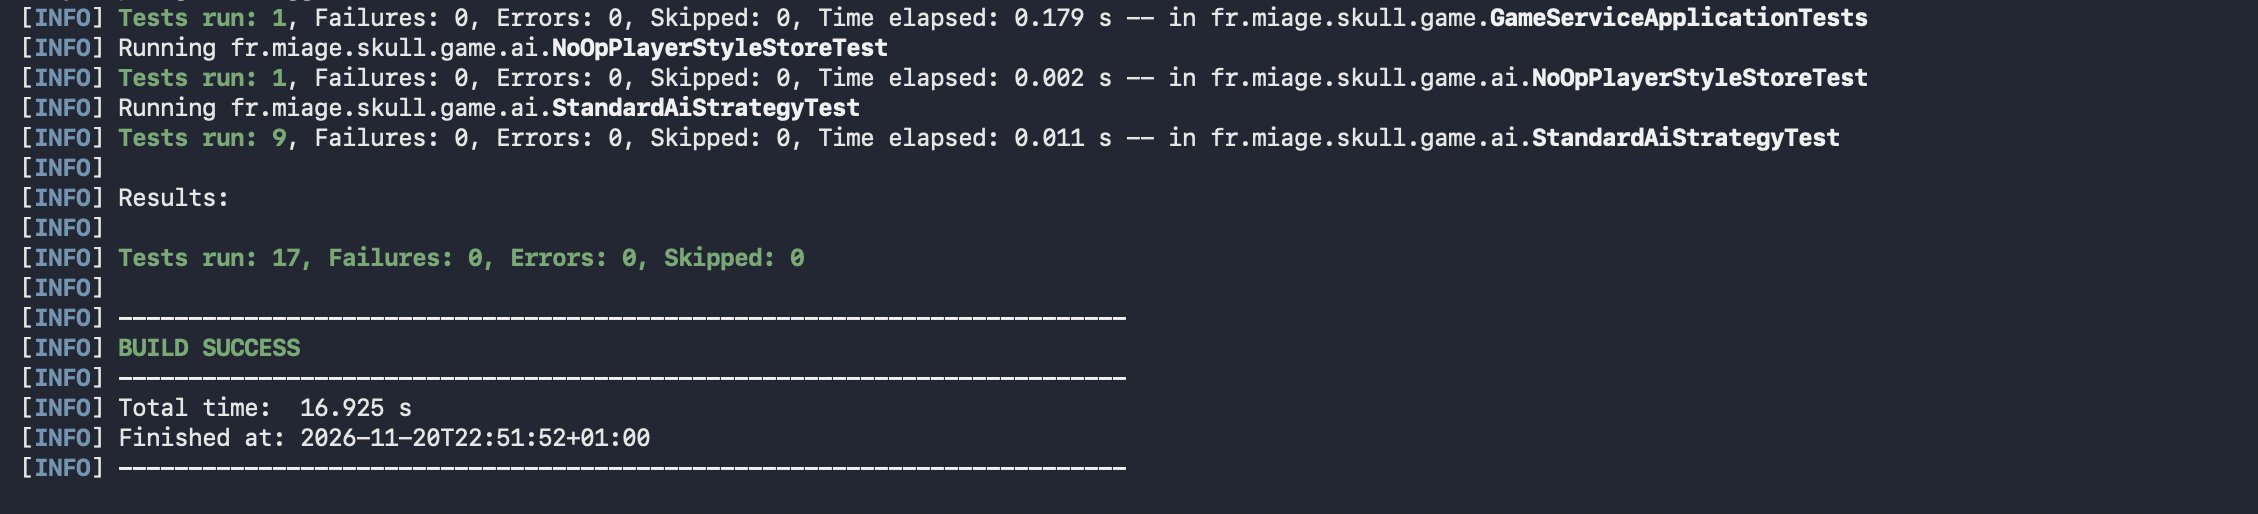 [INFO] Tests run: 1, Failures: 0, Errors: 0, Skipped: 0, Time elapsed: 0.179 s -- in fr.miage.skull.game.GameServiceApplicationTests
[INFO] Running fr.miage.skull.game.ai.NoOpPlayerStyleStoreTest
[INFO] Tests run: 1, Failures: 0, Errors: 0, Skipped: 0, Time elapsed: 0.002 s -- in fr.miage.skull.game.ai.NoOpPlayerStyleStoreTest
[INFO] Running fr.miage.skull.game.ai.StandardAiStrategyTest
[INFO] Tests run: 9, Failures: 0, Errors: 0, Skipped: 0, Time elapsed: 0.011 s -- in fr.miage.skull.game.ai.StandardAiStrategyTest
[INFO]
[INFO] Results:
[INFO]
[INFO] Tests run: 17, Failures: 0, Errors: 0, Skipped: 0
[INFO]
[INFO] ------------------------------------------------------------------------
[INFO] BUILD SUCCESS
[INFO] ------------------------------------------------------------------------
[INFO] Total time:  16.925 s
[INFO] Finished at: 2026-11-20T22:51:52+01:00
[INFO] ------------------------------------------------------------------------